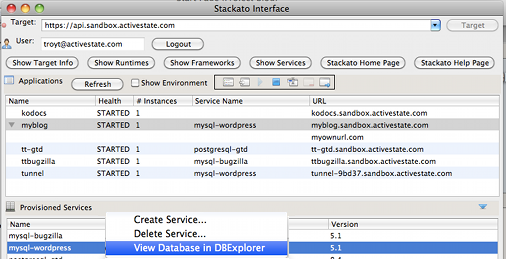 Stackato Interface
Target: https://api.sandbox.activestate.com Target
User: troyt@activestate.com Logout
Show Target Info Show Runtimes Show Frameworks Show Services Stackato Home Page Stackato Help Page
Applications Refresh Show Environment
Name Health # Instances Service Name URL
kodocs STARTED 1 kodocs.sandbox.activestate.com
myblog STARTED 1 mysql-wordpress myblog.sandbox.activestate.com
myownurl.com
tt-gtd STARTED 1 postgresql-gtd tt-gtd.sandbox.activestate.com
ttbugzilla STARTED 1 mysql-bugzilla ttbugzilla.sandbox.activestate.com
tunnel STARTED 1 tunnel-9bd37.sandbox.activestate.com
Provisioned Services
Name Version
Create Service...
mysql-bugzilla Delete Service... 5.1
mysql-wordpress View Database in DBExplorer 5.1